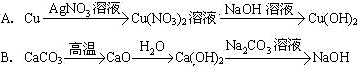 A. Cu —AgNO₃溶液→ Cu(NO₃)₂溶液 —NaOH溶液→ Cu(OH)₂
B. CaCO₃ —高温→ CaO —H₂O→ Ca(OH)₂ —Na₂CO₃溶液→ NaOH